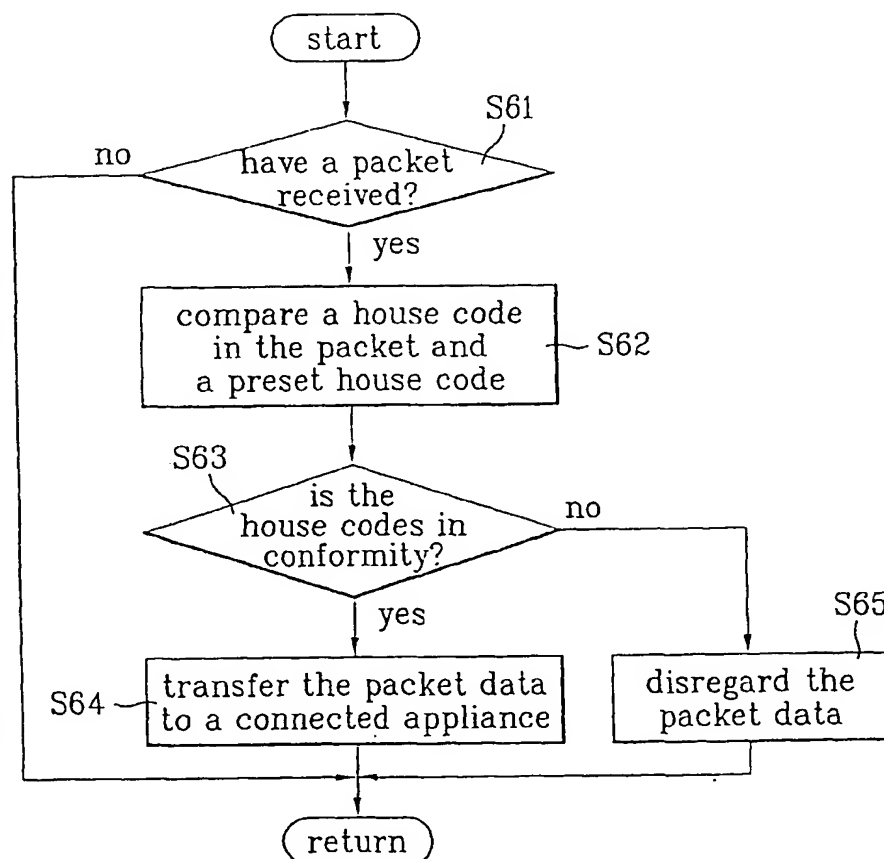 start
S61
no
have a packet
received?
yes
compare a house code
in the packet and
a preset house code
S62
S63
is the
house codes in
conformity?
no
yes
S65
S64
transfer the packet data
to a connected appliance
disregard the
packet data
return